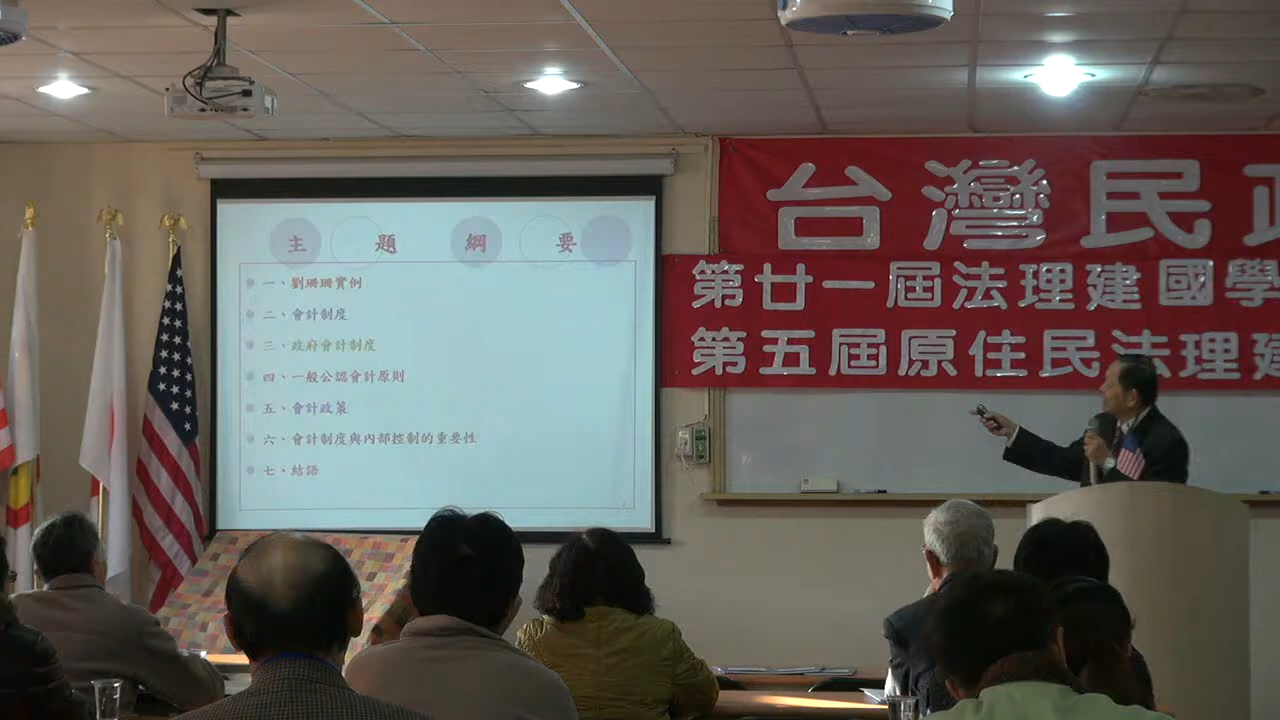 主題綱要
一、劉珊珊實例
二、會計制度
三、政府會計制度
四、一般公認會計原則
五、會計政策
六、會計制度與內部控制的重要性
七、結語
台灣民政
第廿一屆法理建國學
第五屆原住民法理建